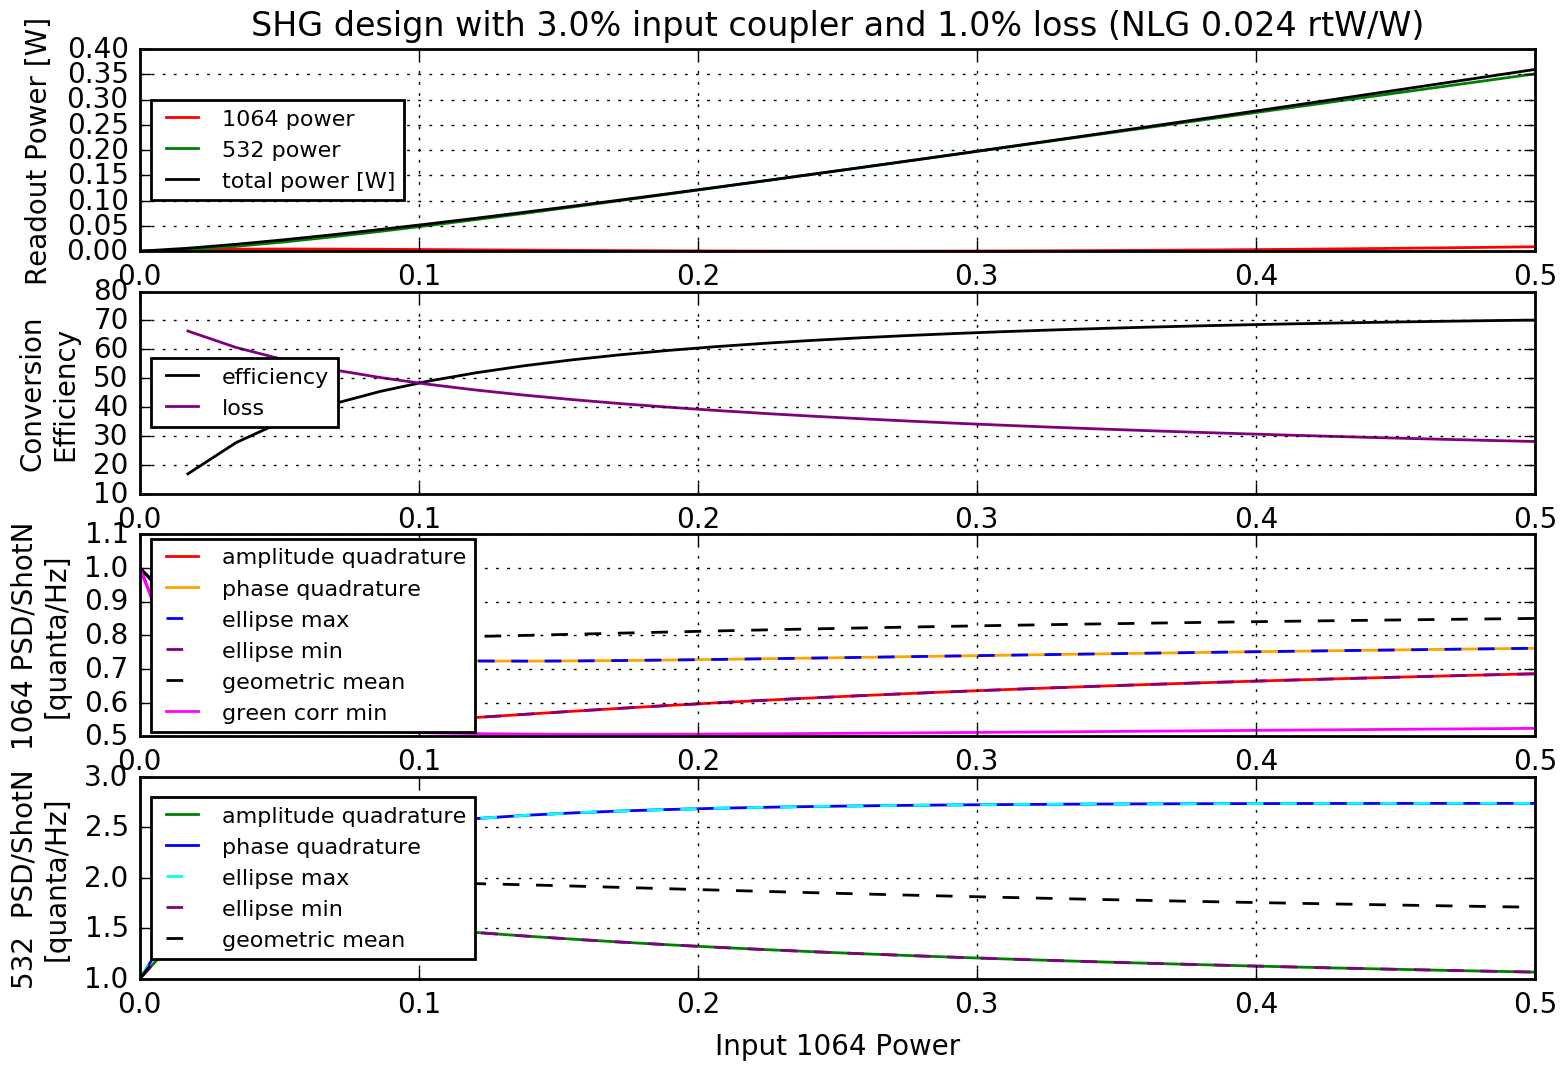 SHG design with 3.0% input coupler and 1.0% loss (NLG 0.024 rtW/W)
Readout Power [W]
0.40
0.35
0.30
0.25
0.20
0.15
0.10
0.05
0.00
1064 power
532 power
total power [W]
0.0 0.1 0.2 0.3 0.4 0.5
Conversion
Efficiency
80
70
60
50
40
30
20
10
efficiency
loss
0.0 0.1 0.2 0.3 0.4 0.5
1064 PSD/ShotN
[quanta/Hz]
1.1
1.0
0.9
0.8
0.7
0.6
0.5
amplitude quadrature
phase quadrature
ellipse max
ellipse min
geometric mean
green corr min
0.0 0.1 0.2 0.3 0.4 0.5
532 PSD/ShotN
[quanta/Hz]
3.0
2.5
2.0
1.5
1.0
amplitude quadrature
phase quadrature
ellipse max
ellipse min
geometric mean
0.0 0.1 0.2 0.3 0.4 0.5
Input 1064 Power